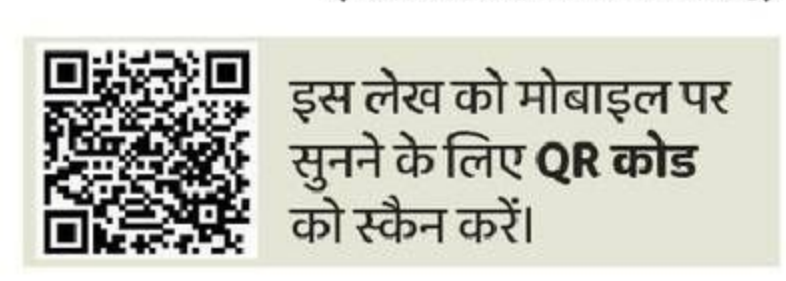 इस लेख को मोबाइल पर
सुनने के लिए QR कोड
को स्कैन करें।